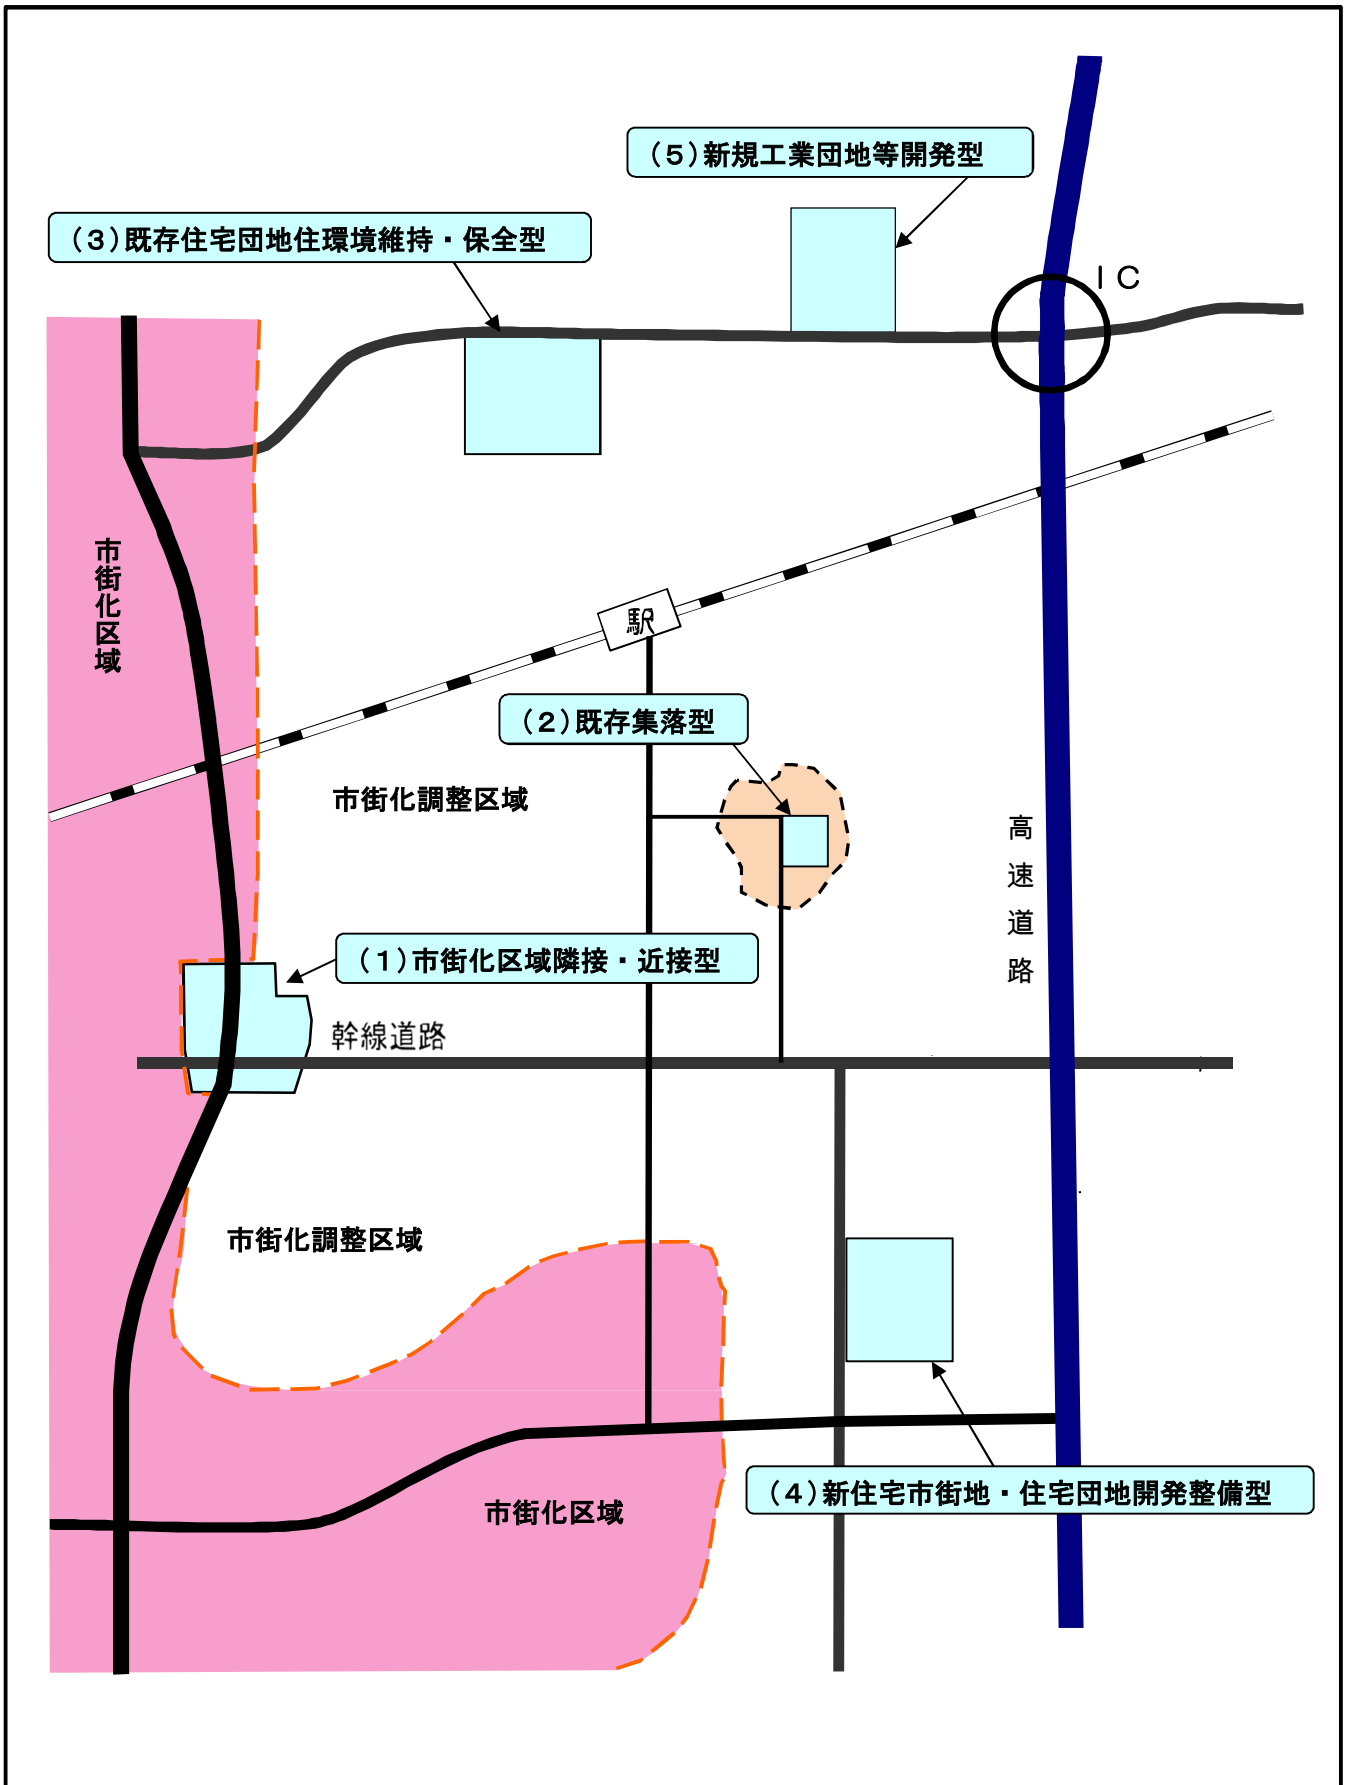 （５）新規工業団地等開発型
（３）既存住宅団地住環境維持・保全型
ＩＣ
市街化区域
駅
（２）既存集落型
市街化調整区域
高速道路
（１）市街化区域隣接・近接型
幹線道路
市街化調整区域
（４）新住宅市街地・住宅団地開発整備型
市街化区域